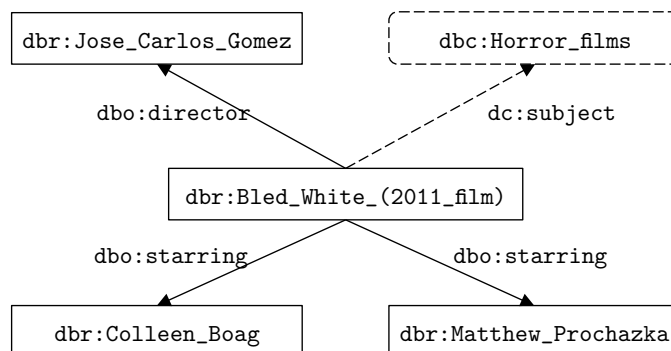 dbr:Jose_Carlos_Gomez
dbc:Horror_films
dbo:director
dc:subject
dbr:Bled_White_(2011_film)
dbo:starring
dbo:starring
dbr:Colleen_Boag
dbr:Matthew_Prochazka